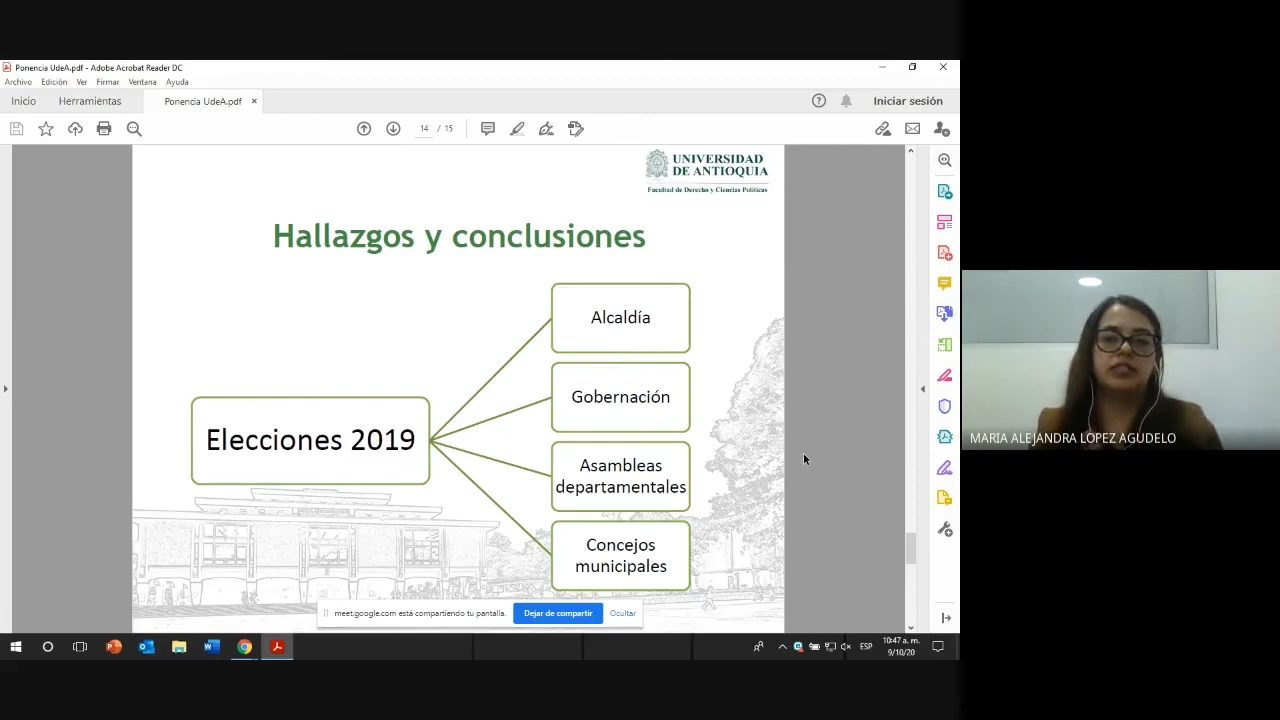 Ponencia UdeA.pdf - Adobe Acrobat Reader DC
Archivo Edición Ver Firmar Ventana Ayuda
Inicio Herramientas Ponencia UdeA.pdf × Iniciar sesión
14 / 15
UNIVERSIDAD
DE ANTIOQUIA
Facultad de Derecho y Ciencias Políticas
Hallazgos y conclusiones
Elecciones 2019
Alcaldía
Gobernación
Asambleas
departamentales
Concejos
municipales
MARIA ALEJANDRA LOPEZ AGUDELO
meet.google.com está compartiendo tu pantalla. Dejar de compartir Ocultar
ESP
10:47 a. m.
9/10/20